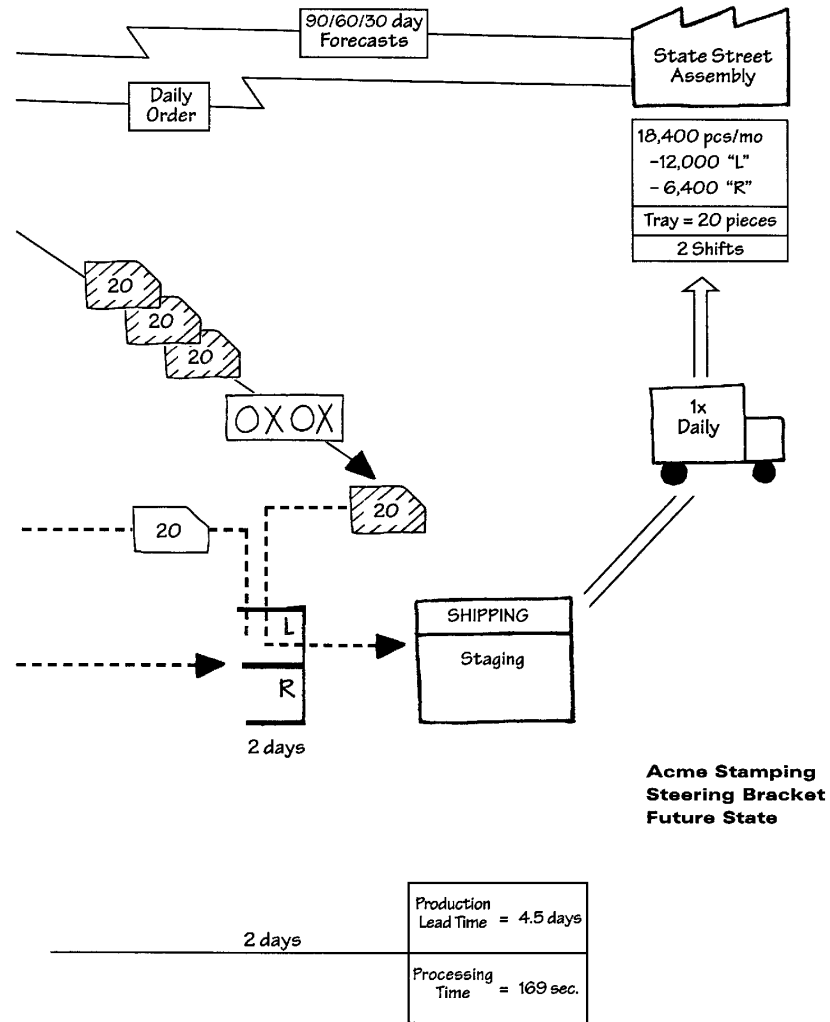 90/60/30 day
Forecasts
State Street
Assembly
Daily
Order
18,400 pcs/mo
-12,000 "L"
- 6,400 "R"
Tray = 20 pieces
2 Shifts
20
20
20
OXOX
1x
Daily
20
20
L
R
2 days
SHIPPING
Staging
Acme Stamping
Steering Bracket
Future State
2 days
Production
Lead Time = 4.5 days
Processing
Time = 169 sec.